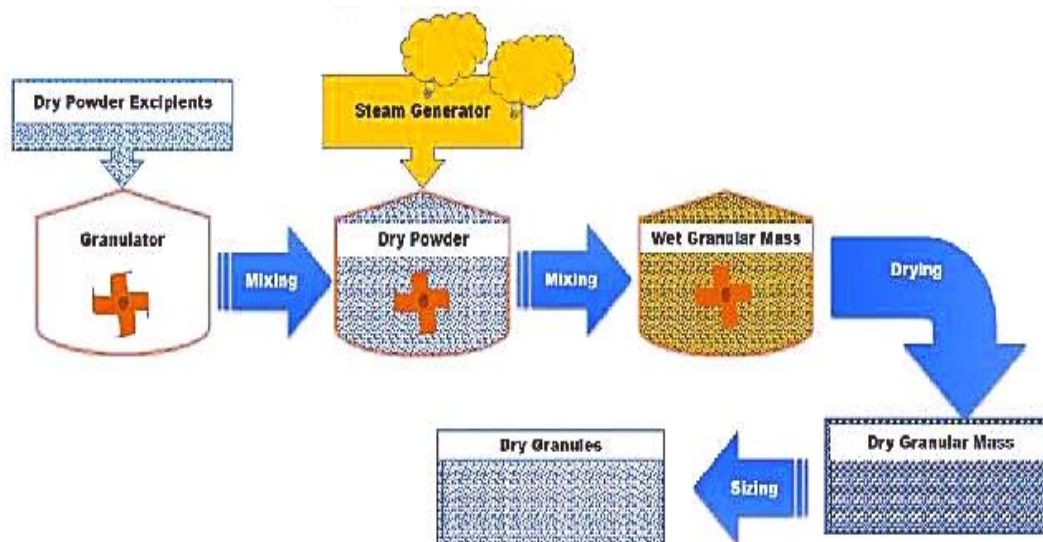 Dry Powder Excipients
Steam Generator
Granulator
Mixing
Dry Powder
Mixing
Wet Granular Mass
Drying
Dry Granules
Sizing
Dry Granular Mass